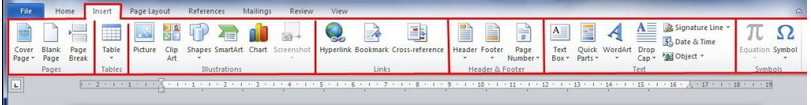 File Home Insert Page Layout References Mailings Review View
Cover Page Blank Page Page Break
Pages
Table
Tables
Picture Clip Art Shapes SmartArt Chart Screenshot
Illustrations
Hyperlink Bookmark Cross-reference
Links
Header Footer Page Number
Header & Footer
Text Box Quick Parts WordArt Drop Cap
Signature Line
Date & Time
Object
Text
Equation Symbol
Symbols
L
2 1 1 2 3 4 5 6 7 8 9 10 11 12 13 14 15 16 17 18 19